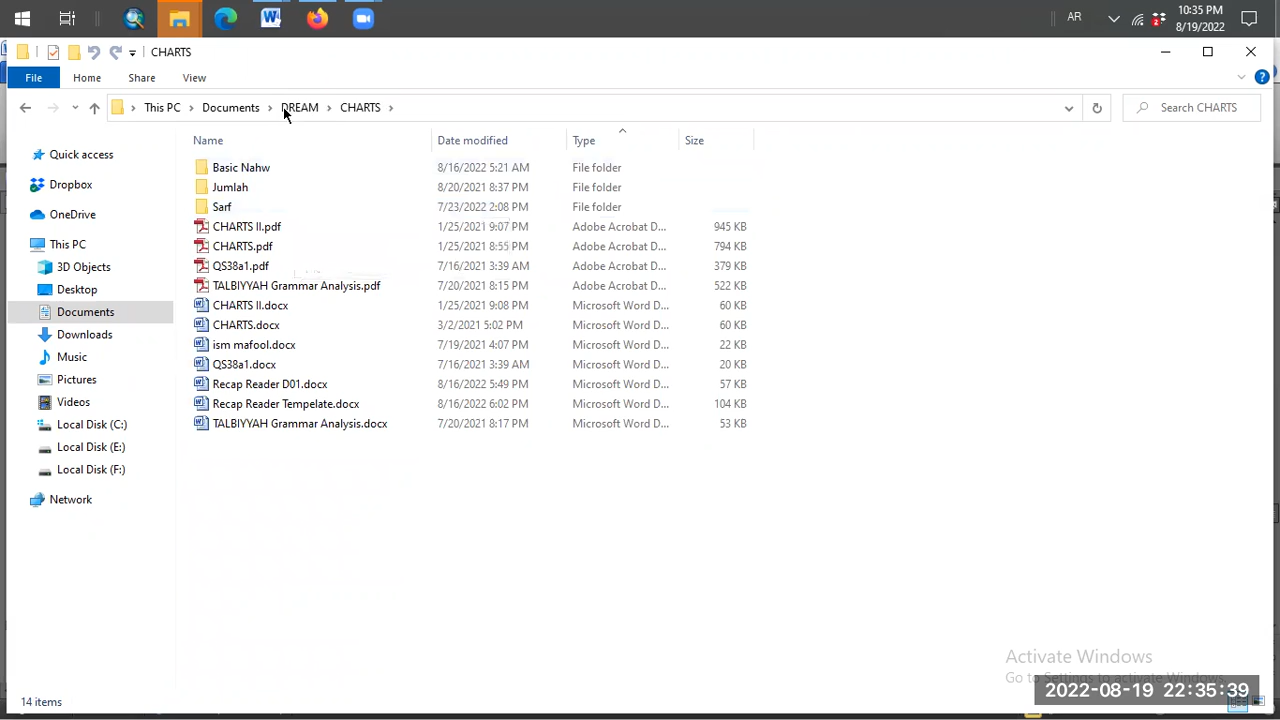 AR
10:35 PM
8/19/2022
2
CHARTS
File
Home
Share
View
This PC
Documents
DREAM
CHARTS
Search CHARTS
Name
Date modified
Type
Size
Quick access
Dropbox
OneDrive
This PC
3D Objects
Desktop
Documents
Downloads
Music
Pictures
Videos
Local Disk (C:)
Local Disk (E:)
Local Disk (F:)
Network
Basic Nahw 8/16/2022 5:21 AM File folder
Jumlah 8/20/2021 8:37 PM File folder
Sarf 7/23/2022 2:08 PM File folder
CHARTS II.pdf 1/25/2021 9:07 PM Adobe Acrobat D... 945 KB
CHARTS.pdf 1/25/2021 8:55 PM Adobe Acrobat D... 794 KB
QS38a1.pdf 7/16/2021 3:39 AM Adobe Acrobat D... 379 KB
TALBIYYAH Grammar Analysis.pdf 7/20/2021 8:15 PM Adobe Acrobat D... 522 KB
CHARTS II.docx 1/25/2021 9:08 PM Microsoft Word D... 60 KB
CHARTS.docx 3/2/2021 5:02 PM Microsoft Word D... 60 KB
ism mafool.docx 7/19/2021 4:07 PM Microsoft Word D... 22 KB
QS38a1.docx 7/16/2021 3:39 AM Microsoft Word D... 20 KB
Recap Reader D01.docx 8/16/2022 5:49 PM Microsoft Word D... 57 KB
Recap Reader Tempelate.docx 8/16/2022 6:02 PM Microsoft Word D... 104 KB
TALBIYYAH Grammar Analysis.docx 7/20/2021 8:17 PM Microsoft Word D... 53 KB
Activate Windows
Go to Settings to activate Windows.
2022-08-19 22:35:39
14 items